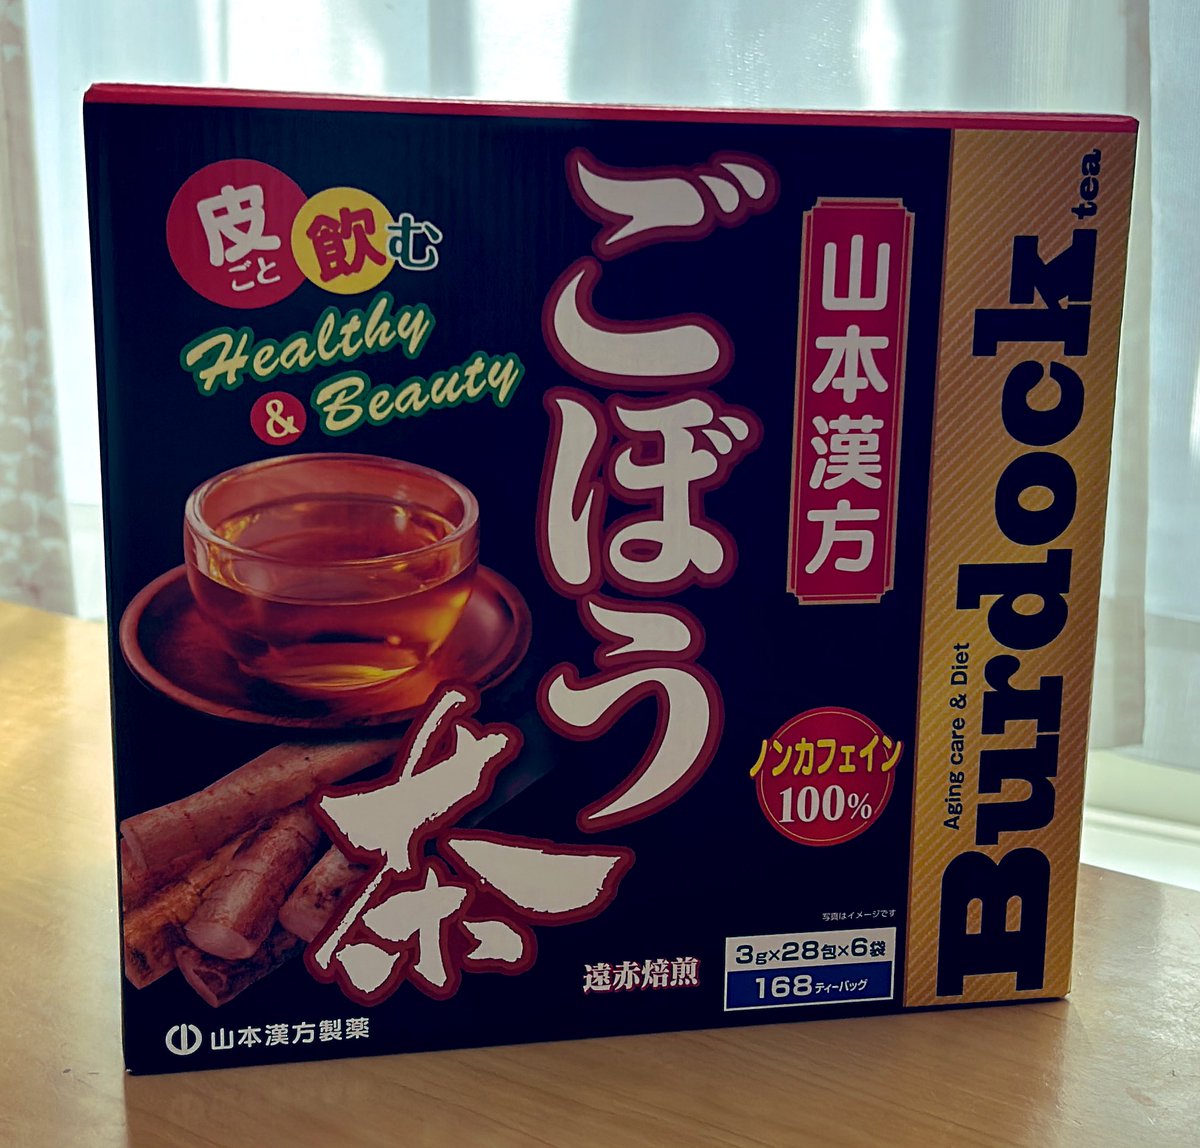 皮ごと飲む
Healthy
& Beauty
ごぼう茶
山本漢方
Burdock tea
Aging care & Diet
ノンカフェイン
100%
写真はイメージです
3g×28包×6袋
168ティーバッグ
遠赤焙煎
山本漢方製薬